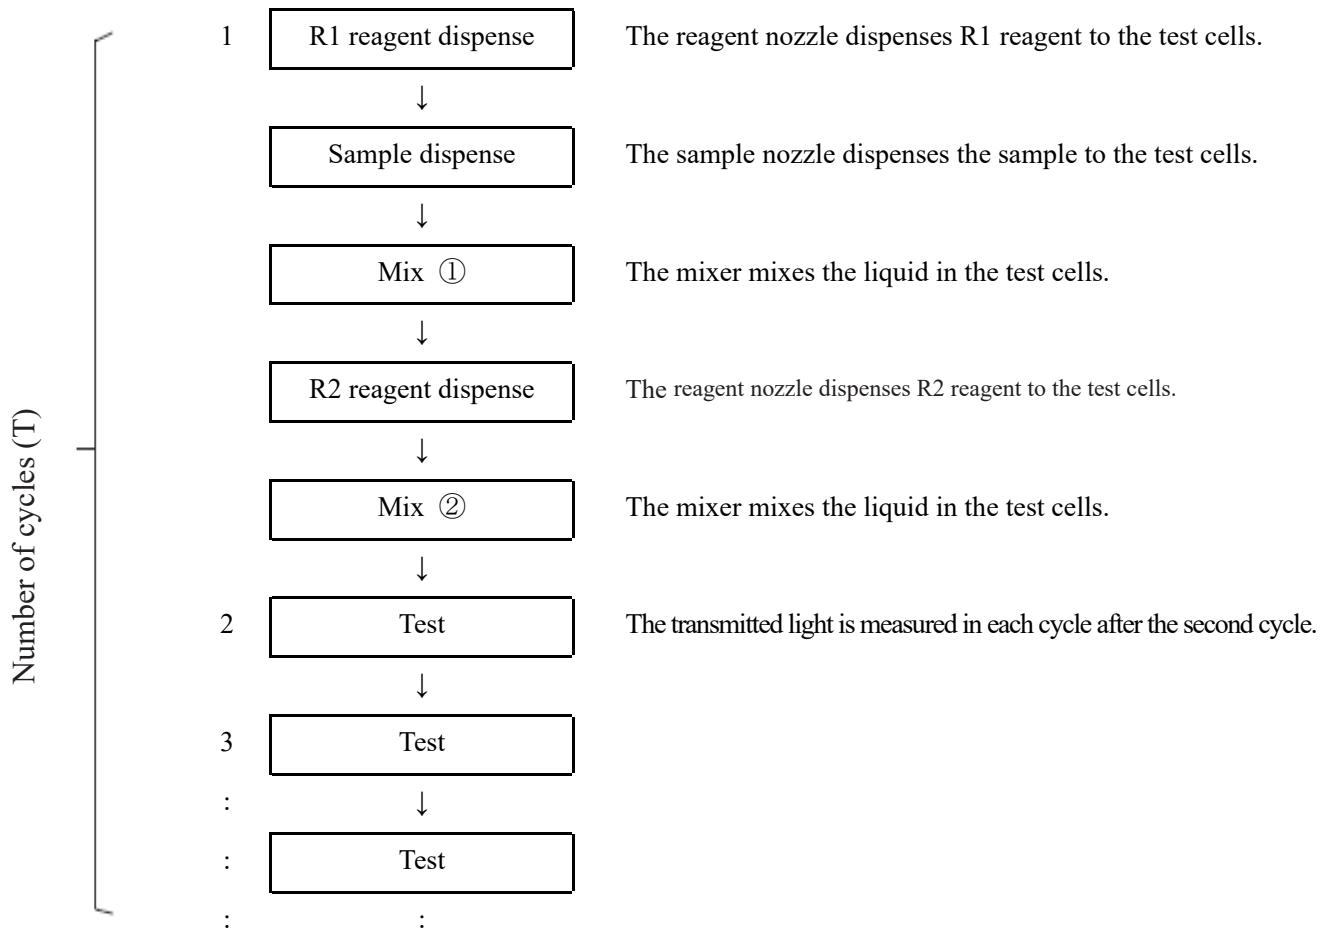 1 R1 reagent dispense The reagent nozzle dispenses R1 reagent to the test cells.
↓
Sample dispense The sample nozzle dispenses the sample to the test cells.
↓
Mix ① The mixer mixes the liquid in the test cells.
↓
R2 reagent dispense The reagent nozzle dispenses R2 reagent to the test cells.
↓
Mix ② The mixer mixes the liquid in the test cells.
↓
Number of cycles (T)
2 Test The transmitted light is measured in each cycle after the second cycle.
↓
3 Test
: ↓
: Test
: :